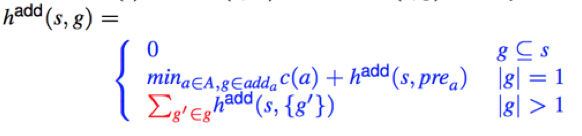 h^add(s, g) =
0 g ⊆ s
min_{a∈A,g∈add_a} c(a) + h^add(s, pre_a) |g| = 1
∑_{g'∈g} h^add(s, {g'}) |g| > 1